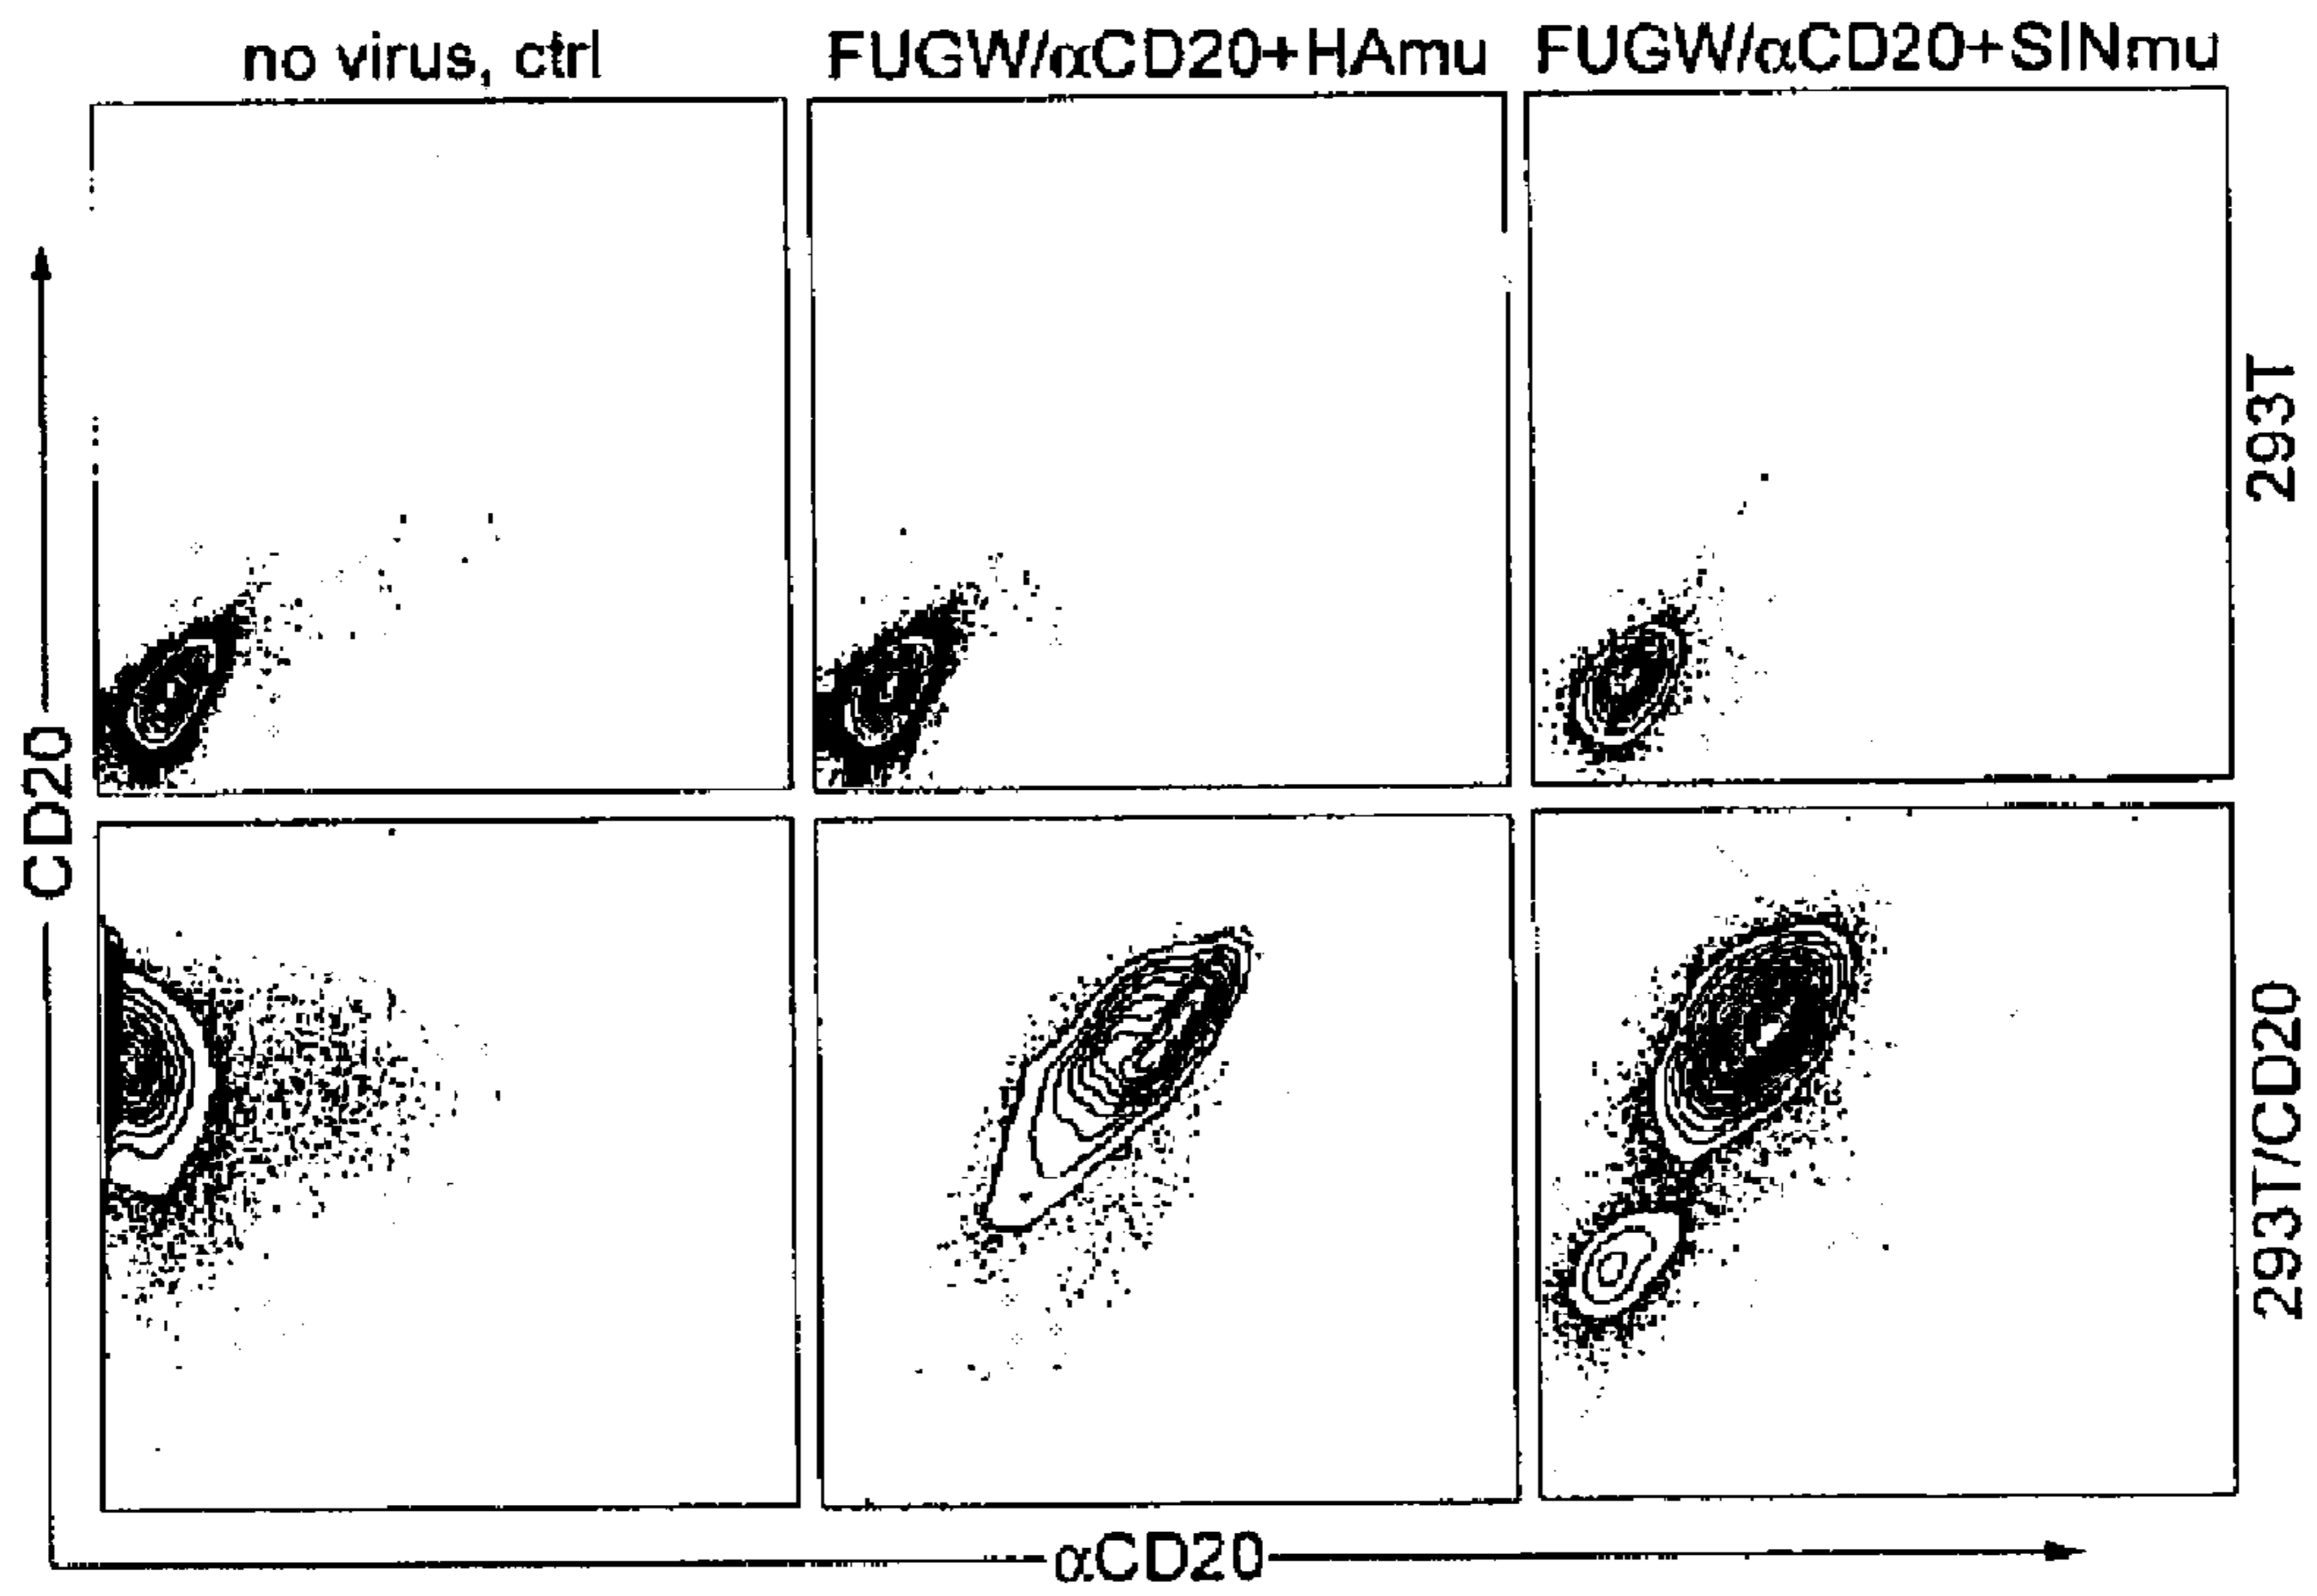 no virus, ctrl
FUGW/αCD20+HAmu
FUGW/αCD20+SINmu
293T
CD20
293T/CD20
αCD20